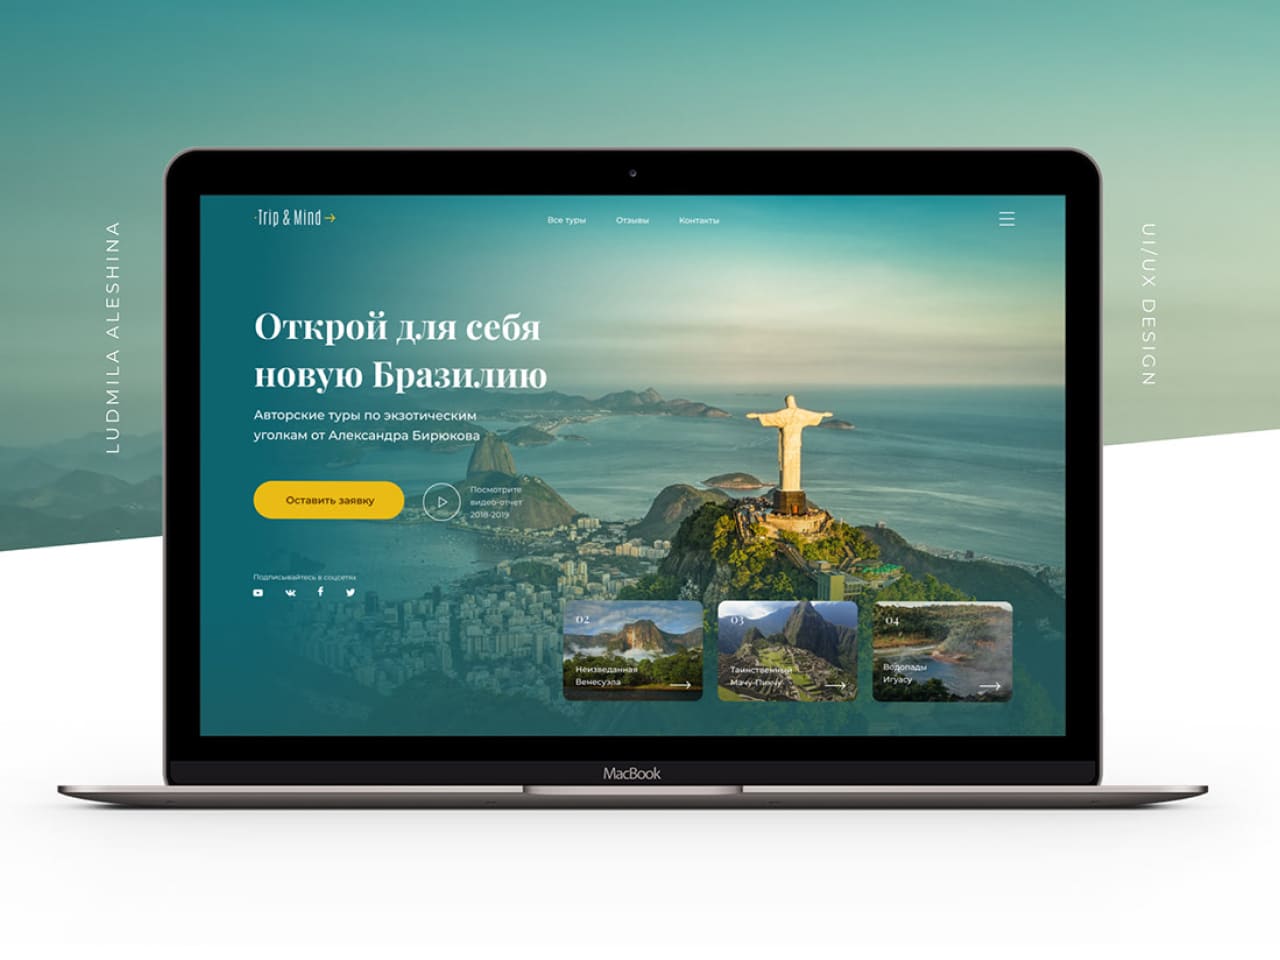 LUDMILA ALESHINA
UI/UX DESIGN
·Trip & Mind→
Все туры
Отзывы
Контакты
Открой для себя
новую Бразилию
Авторские туры по экзотическим
уголкам от Александра Бирюкова
Оставить заявку
Посмотрите
видео-отчет
2018-2019
Подписывайтесь в соцсетях
02
Неизведанная
Венесуэла
03
Таинственный
Мачу-Пикчу
04
Водопады
Игуасу
MacBook